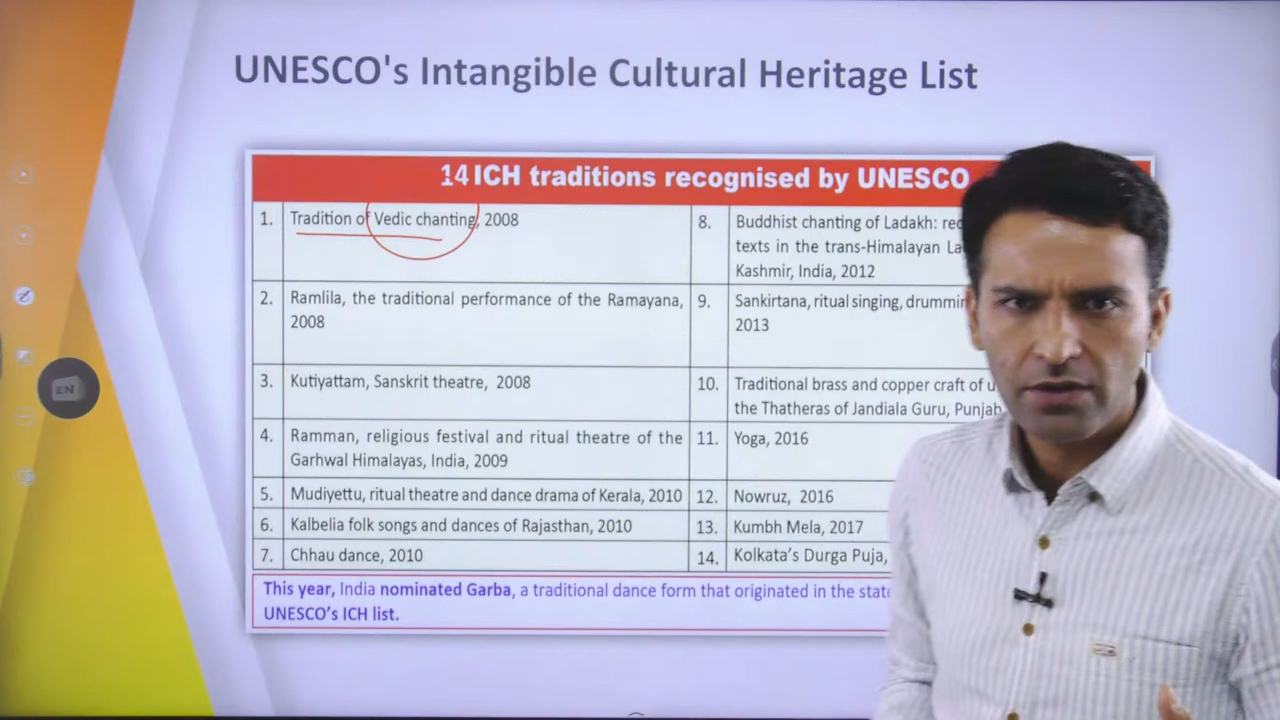 UNESCO's Intangible Cultural Heritage List
14 ICH traditions recognised by UNESCO
1. Tradition of Vedic chanting, 2008
2. Ramlila, the traditional performance of the Ramayana,
2008
3. Kutiyattam, Sanskrit theatre, 2008
4. Ramman, religious festival and ritual theatre of the
Garhwal Himalayas, India, 2009
5. Mudiyettu, ritual theatre and dance drama of Kerala, 2010
6. Kalbelia folk songs and dances of Rajasthan, 2010
7. Chhau dance, 2010
8. Buddhist chanting of Ladakh:
texts in the trans-Himalayan
Kashmir, India, 2012
9. Sankirtana, ritual singing,
2013
10. Traditional brass and copper craft of
the Thatheras of Jandiala Guru, Punjab
11. Yoga, 2016
12. Nowruz, 2016
13. Kumbh Mela, 2017
14. Kolkata's Durga Puja,
This year, India nominated Garba, a traditional dance form that originated in the
UNESCO's ICH list.
EN